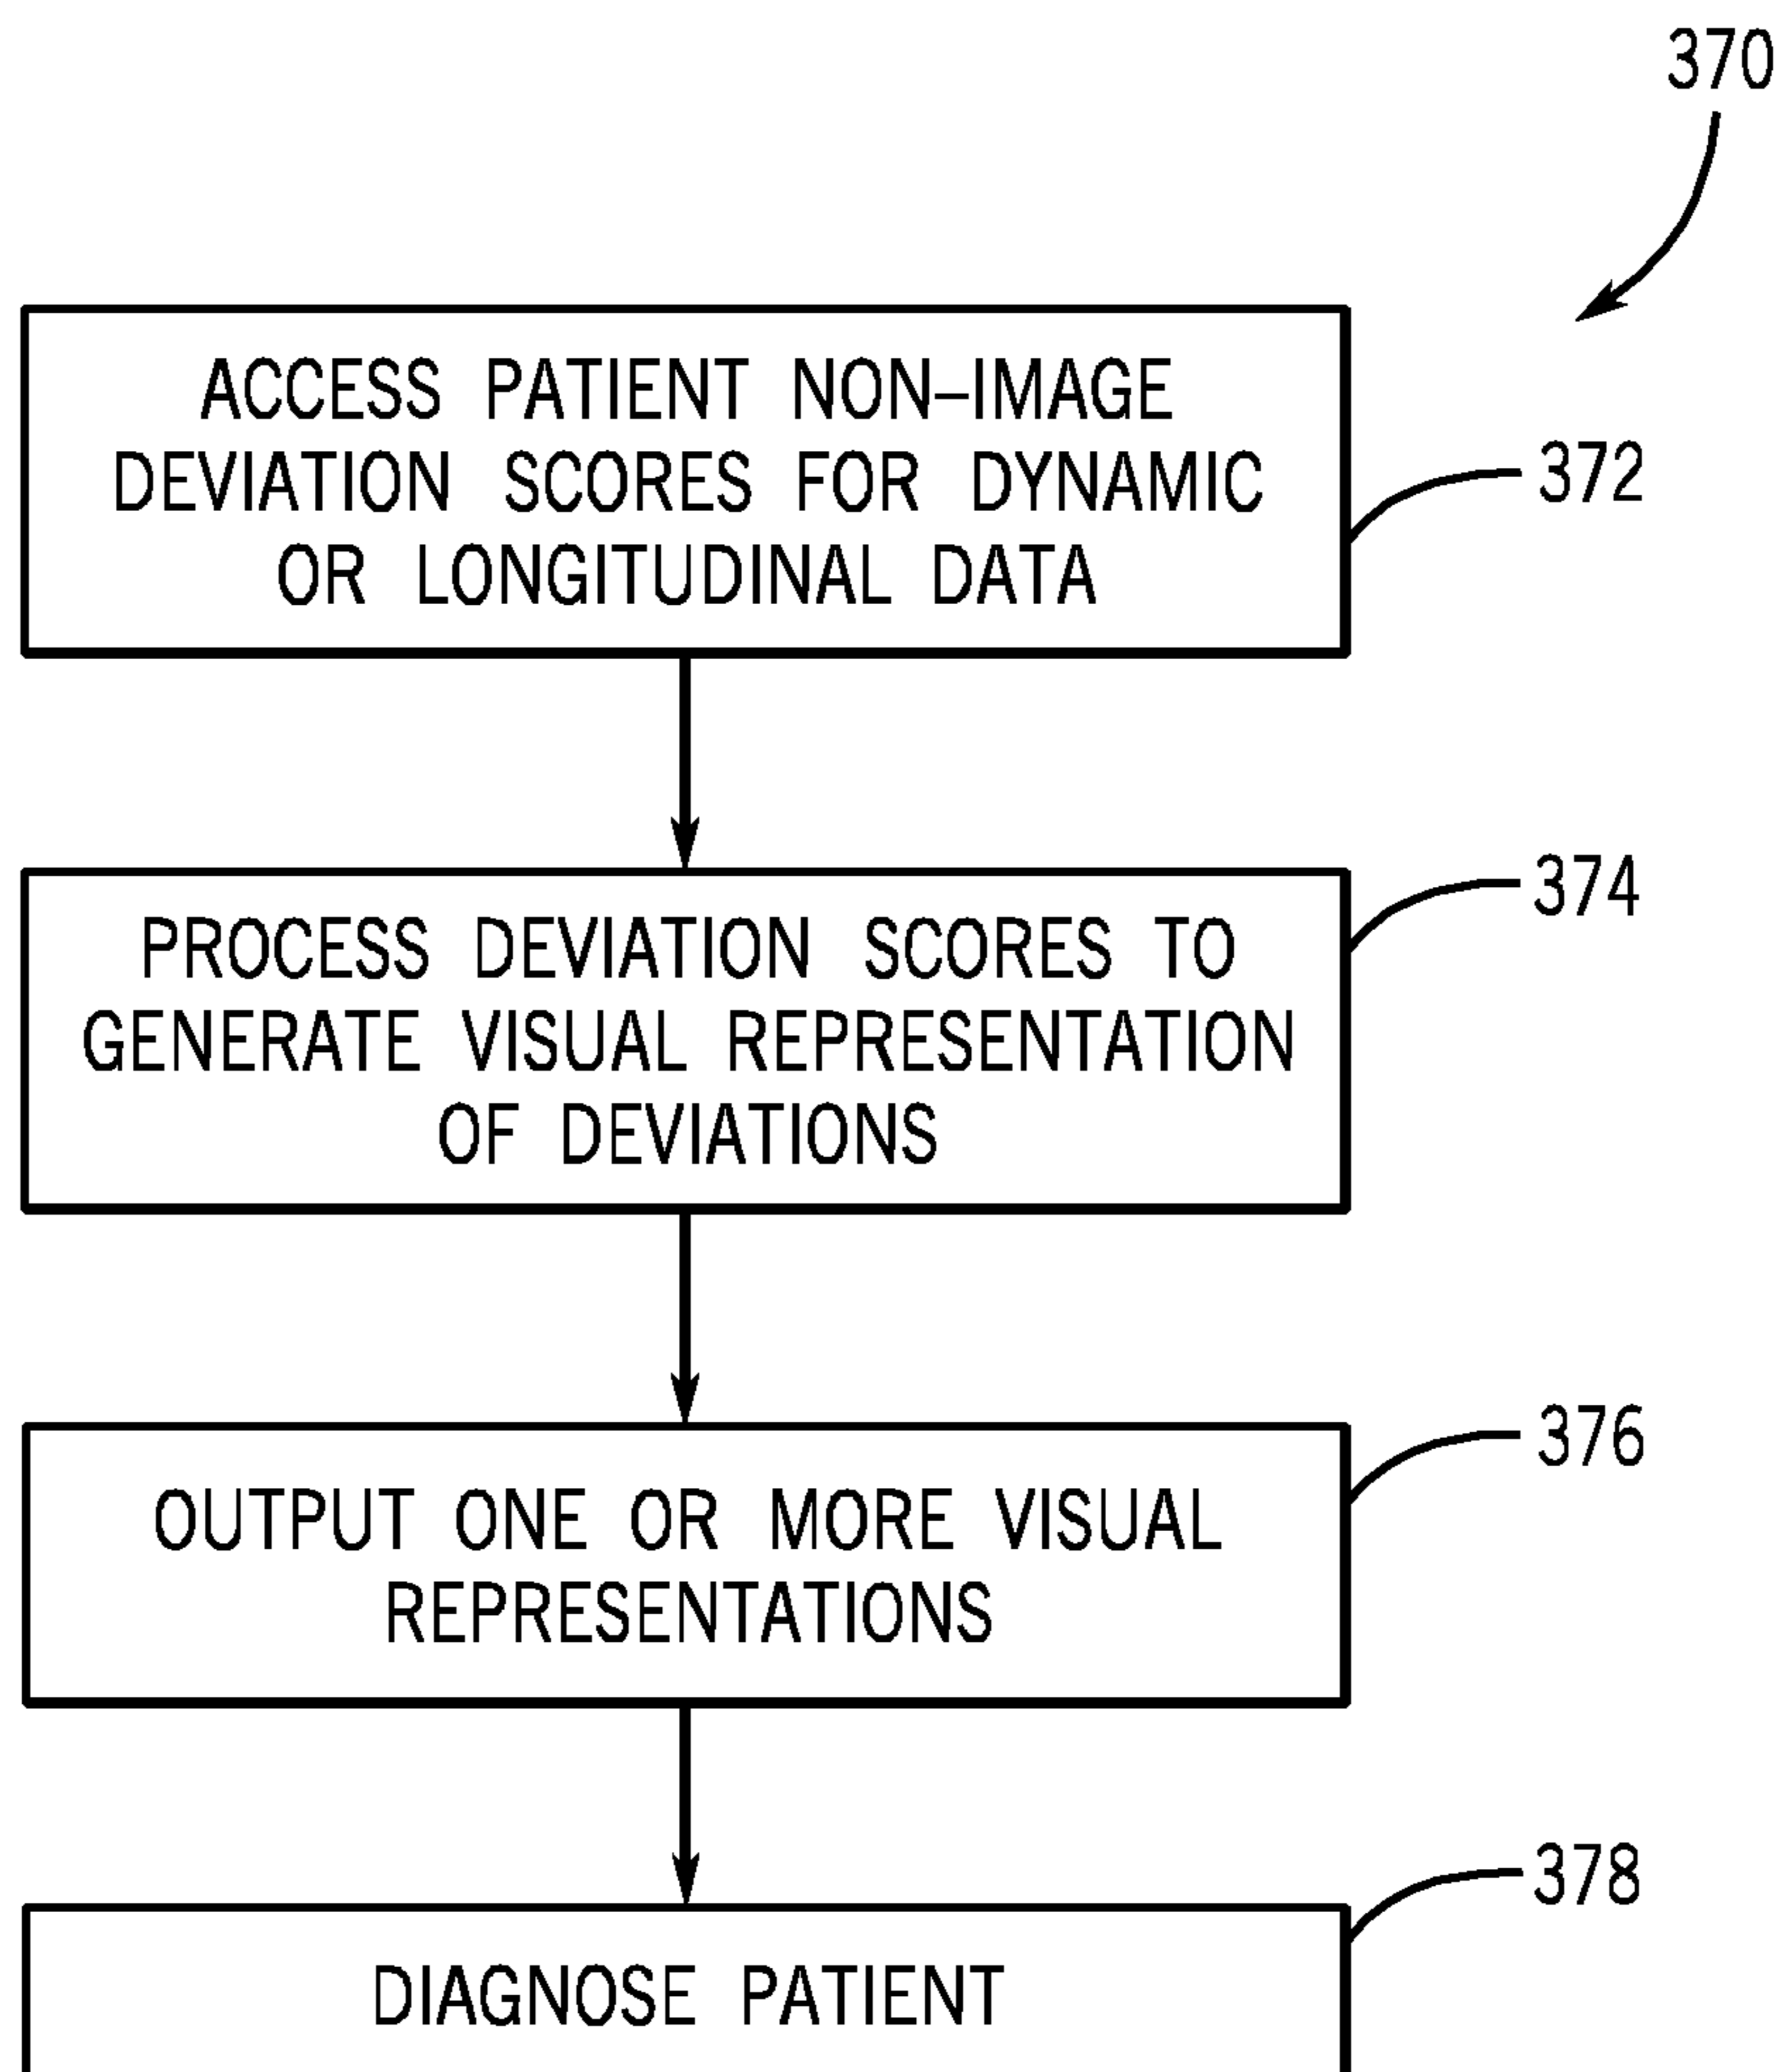 370
ACCESS PATIENT NON-IMAGE
DEVIATION SCORES FOR DYNAMIC
OR LONGITUDINAL DATA
372
PROCESS DEVIATION SCORES TO
GENERATE VISUAL REPRESENTATION
OF DEVIATIONS
374
OUTPUT ONE OR MORE VISUAL
REPRESENTATIONS
376
DIAGNOSE PATIENT
378